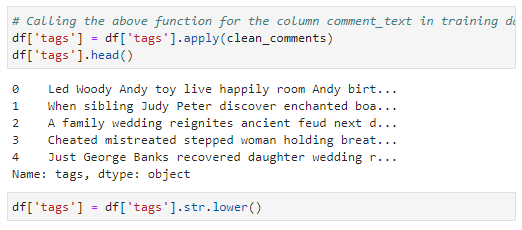 # Calling the above function for the column comment_text in training
df['tags'] = df['tags'].apply(clean_comments)
df['tags'].head()
0    Led Woody Andy toy live happily room Andy birt...
1    When sibling Judy Peter discover enchanted boa...
2    A family wedding reignites ancient feud next d...
3    Cheated mistreated stepped woman holding breat...
4    Just George Banks recovered daughter wedding r...
Name: tags, dtype: object
df['tags'] = df['tags'].str.lower()